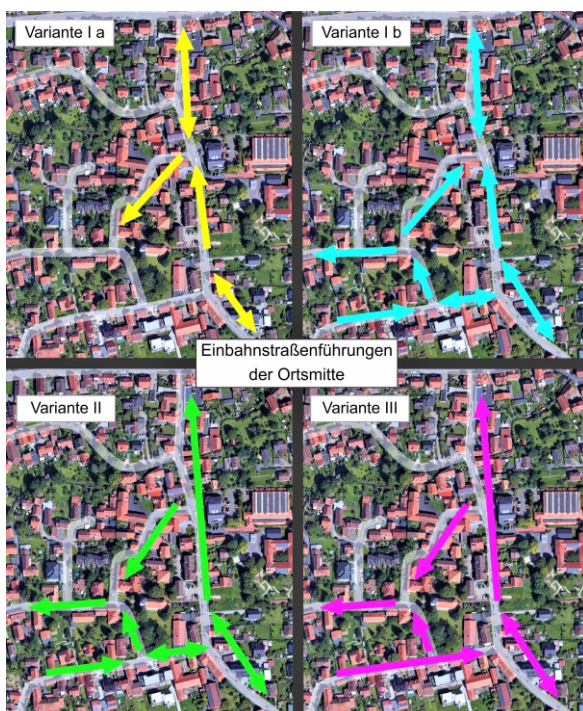 Variante I a
Variante I b
Einbahnstraßenführungen
der Ortsmitte
Variante II
Variante III